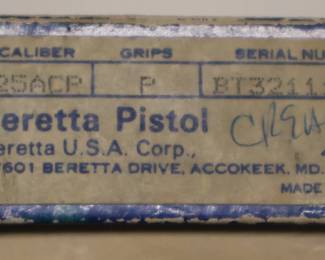 CALIBER GRIPS SERIAL NU
25ACP P BT3211
eretta Pistol
eretta U.S.A. Corp.,
7601 BERETTA DRIVE, ACCOKEEK, MD.
MADE